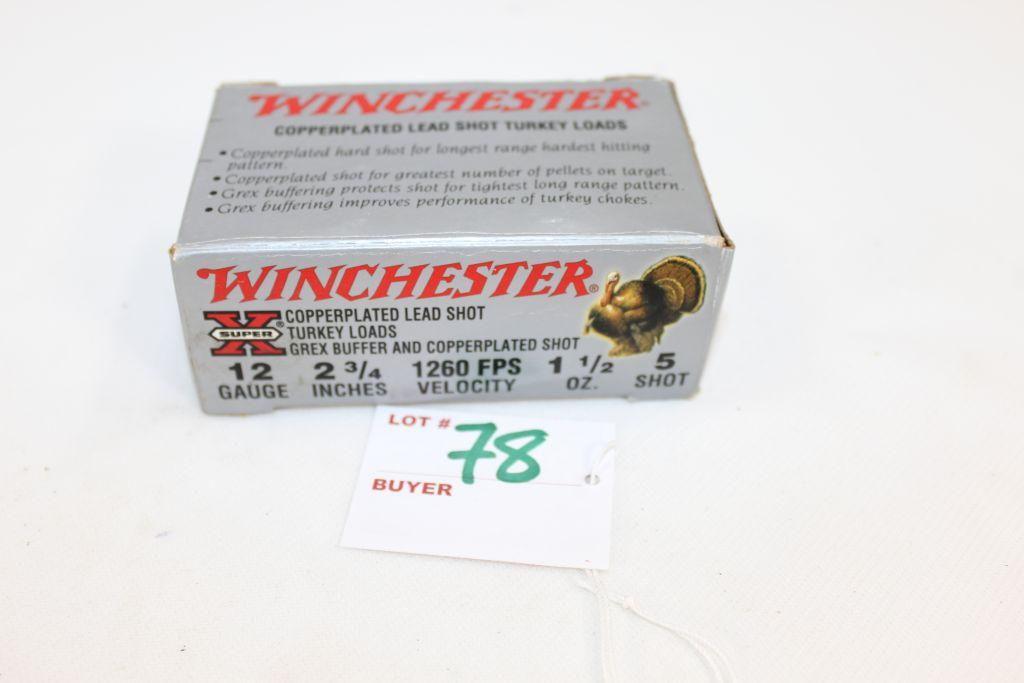 WINCHESTER®
COPPERPLATED LEAD SHOT TURKEY LOADS
• Copperplated hard shot for longest range hardest hitting
pattern.
• Copperplated shot for greatest number of pellets on target.
• Grex buffering protects shot for tightest long range pattern.
• Grex buffering improves performance of turkey chokes.
WINCHESTER®
X SUPER®
COPPERPLATED LEAD SHOT
TURKEY LOADS
GREX BUFFER AND COPPERPLATED SHOT
12 2 3/4 1260 FPS 1 1/2 5
GAUGE INCHES VELOCITY OZ. SHOT
LOT # 78
BUYER